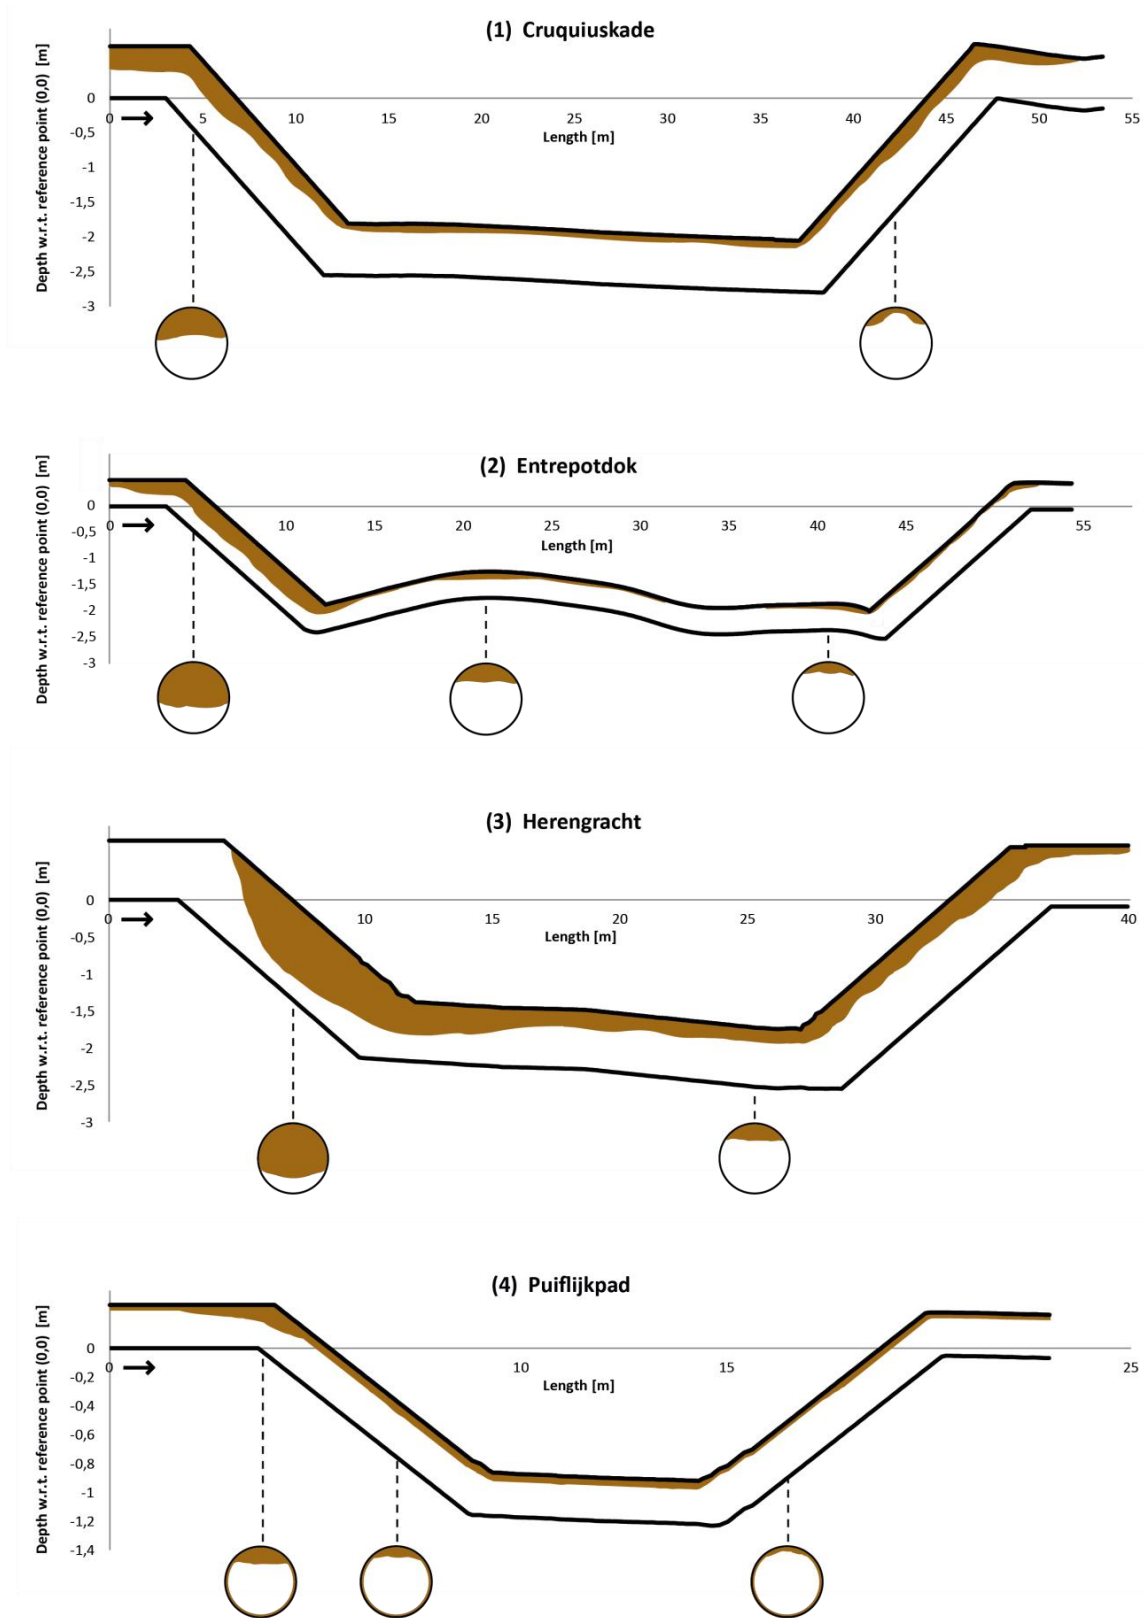 (1) Cruquiuskade
Depth w.r.t. reference point (0,0) [m]
0
-0,5
-1
-1,5
-2
-2,5
-3
0 5 10 15 20 25 30 35 40 45 50 55
Length [m]
(2) Entrepotdok
Depth w.r.t. reference point (0,0) [m]
0
-0,5
-1
-1,5
-2
-2,5
-3
0 10 15 20 25 30 35 40 45 55
Length [m]
(3) Herengracht
Depth w.r.t. reference point (0,0) [m]
0
-0,5
-1
-1,5
-2
-2,5
-3
0 10 15 20 25 30 40
Length [m]
(4) Puiflijkpad
Depth w.r.t. reference point (0,0) [m]
0
-0,2
-0,4
-0,6
-0,8
-1
-1,2
-1,4
0 10 15 25
Length [m]